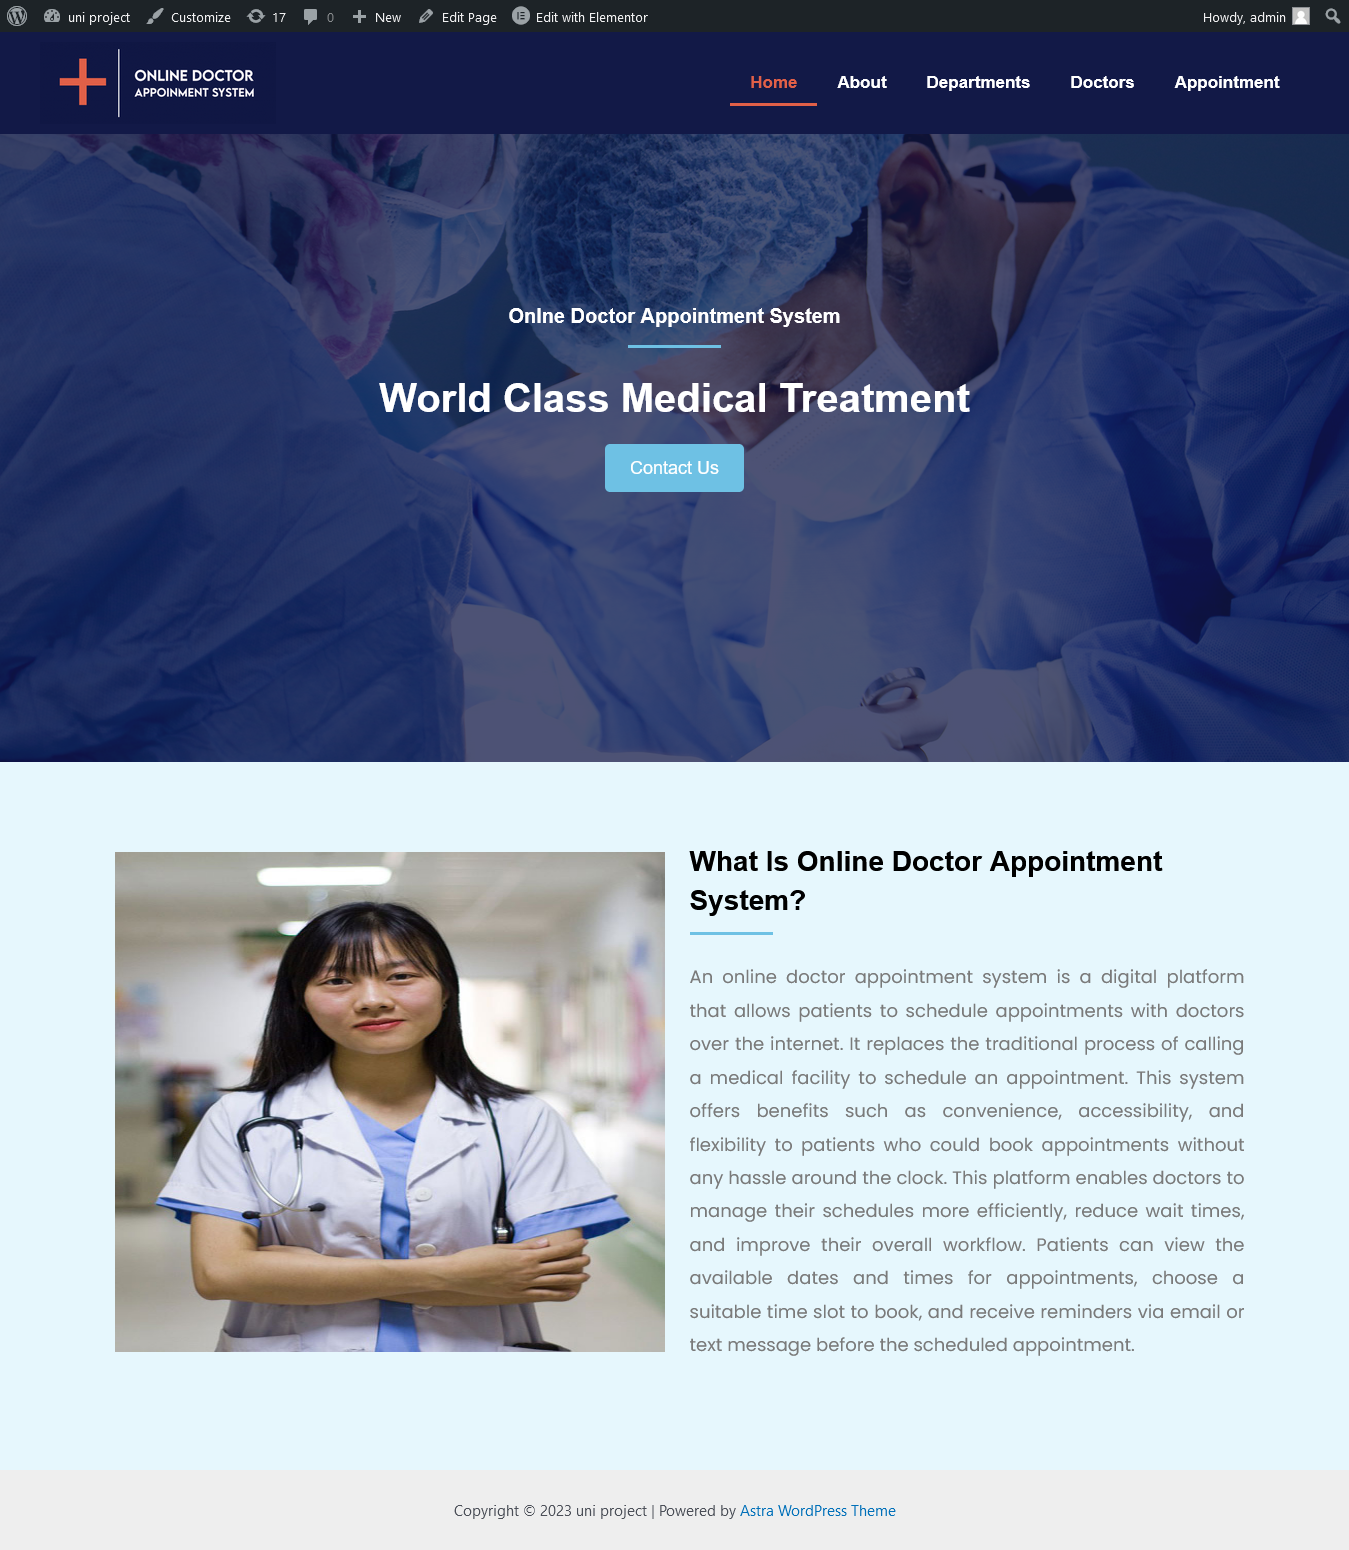 uni project Customize 17 0 New Edit Page Edit with Elementor Howdy, admin
ONLINE DOCTOR
APPOINMENT SYSTEM
Home About Departments Doctors Appointment
Onlne Doctor Appointment System
World Class Medical Treatment
Contact Us
What Is Online Doctor Appointment
System?
An online doctor appointment system is a digital platform
that allows patients to schedule appointments with doctors
over the internet. It replaces the traditional process of calling
a medical facility to schedule an appointment. This system
offers benefits such as convenience, accessibility, and
flexibility to patients who could book appointments without
any hassle around the clock. This platform enables doctors to
manage their schedules more efficiently, reduce wait times,
and improve their overall workflow. Patients can view the
available dates and times for appointments, choose a
suitable time slot to book, and receive reminders via email or
text message before the scheduled appointment.
Copyright © 2023 uni project | Powered by Astra WordPress Theme